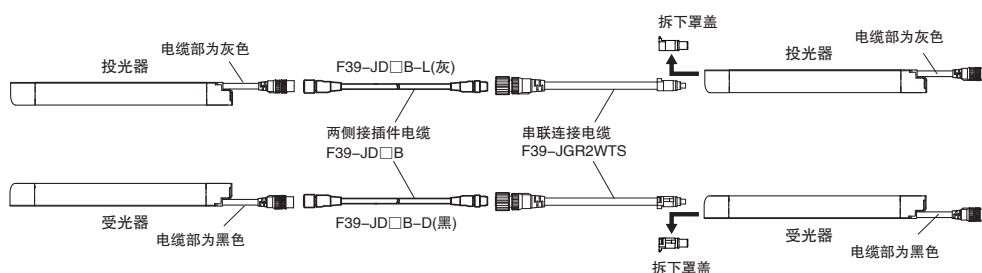 拆下罩盖
电缆部为灰色
投光器
F39–JD□B–L(灰)
投光器
电缆部为灰色
两侧接插件电缆
F39–JD□B
串联连接电缆
F39–JGR2WTS
受光器
电缆部为黑色
F39–JD□B–D(黑)
受光器
电缆部为黑色
拆下罩盖